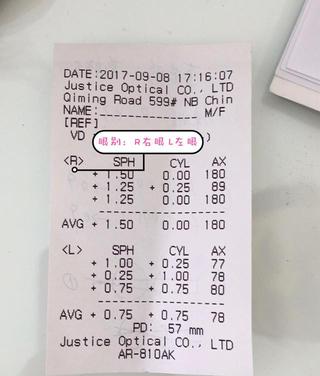 DATE:2017-09-08 17:16:07
Justice Optical CO., LTD
Qiming Road 599# NB Chin
NAME:_______________ M/F
[REF]
VD )
眼别: R右眼 L左眼
<R> SPH CYL AX
+ 1.50 0.00 180
+ 1.25 + 0.25 89
+ 1.25 0.00 180
AVG + 1.50 0.00 180
<L> SPH CYL AX
+ 1.00 + 0.25 77
+ 0.25 + 1.00 78
+ 0.75 + 0.75 80
AVG + 0.75 + 0.75 78
PD: 57 mm
Justice Optical CO., LTD
AR-810AK